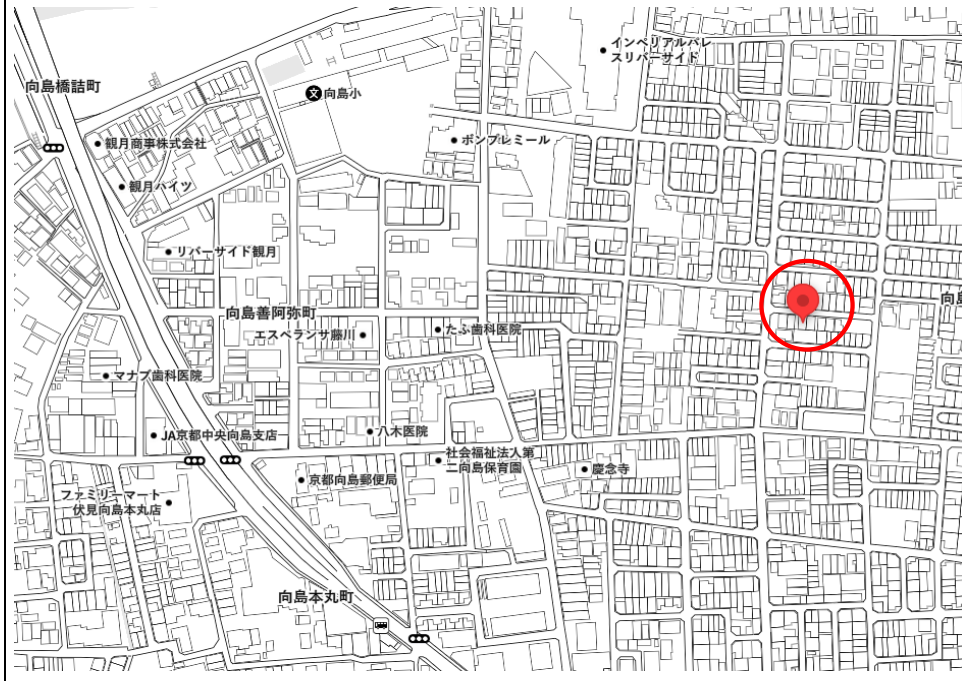 インペリアルパレ
スリバーサイド
向島橋詰町
文
向島小
観月商事株式会社
ボンプレミール
観月ハイツ
リバーサイド観月
向島
向島善阿弥町
たふ歯科医院
エスペランサ藤川
マナブ歯科医院
八木医院
JA京都中央向島支店
社会福祉法人第
二向島保育園
慶念寺
京都向島郵便局
ファミリーマート
伏見向島本丸店
向島本丸町